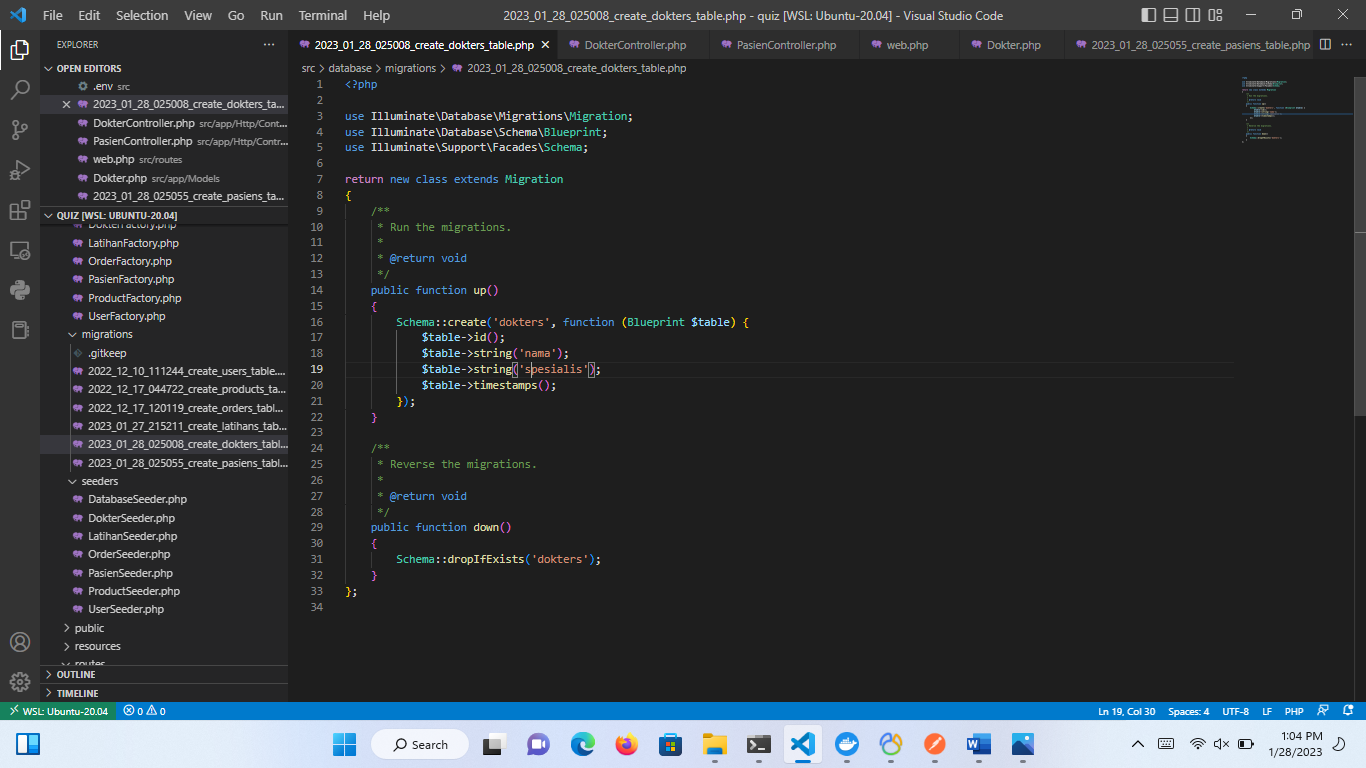 File Edit Selection View Go Run Terminal Help
2023_01_28_025008_create_dokters_table.php - quiz [WSL: Ubuntu-20.04] - Visual Studio Code
EXPLORER
OPEN EDITORS
.env src
2023_01_28_025008_create_dokters_ta...
DokterController.php src/app/Http/Cont...
PasienController.php src/app/Http/Contr...
web.php src/routes
Dokter.php src/app/Models
2023_01_28_025055_create_pasiens_ta...
QUIZ [WSL: UBUNTU-20.04]
DokterFactory.php
LatihanFactory.php
OrderFactory.php
PasienFactory.php
ProductFactory.php
UserFactory.php
migrations
.gitkeep
2022_12_10_111244_create_users_table....
2022_12_17_044722_create_products_ta...
2022_12_17_120119_create_orders_tabl...
2023_01_27_215211_create_latihans_tab...
2023_01_28_025008_create_dokters_tabl...
2023_01_28_025055_create_pasiens_tabl...
seeders
DatabaseSeeder.php
DokterSeeder.php
LatihanSeeder.php
OrderSeeder.php
PasienSeeder.php
ProductSeeder.php
UserSeeder.php
public
resources
routes
OUTLINE
TIMELINE
2023_01_28_025008_create_dokters_table.php DokterController.php PasienController.php web.php Dokter.php 2023_01_28_025055_create_pasiens_table.php
src > database > migrations > 2023_01_28_025008_create_dokters_table.php
1 <?php
2
3 use Illuminate\Database\Migrations\Migration;
4 use Illuminate\Database\Schema\Blueprint;
5 use Illuminate\Support\Facades\Schema;
6
7 return new class extends Migration
8 {
9 /**
10 * Run the migrations.
11 *
12 * @return void
13 */
14 public function up()
15 {
16 Schema::create('dokters', function (Blueprint $table) {
17 $table->id();
18 $table->string('nama');
19 $table->string('spesialis');
20 $table->timestamps();
21 });
22 }
23
24 /**
25 * Reverse the migrations.
26 *
27 * @return void
28 */
29 public function down()
30 {
31 Schema::dropIfExists('dokters');
32 }
33 };
34
WSL: Ubuntu-20.04 0 0 Ln 19, Col 30 Spaces: 4 UTF-8 LF PHP
Search
1:04 PM
1/28/2023